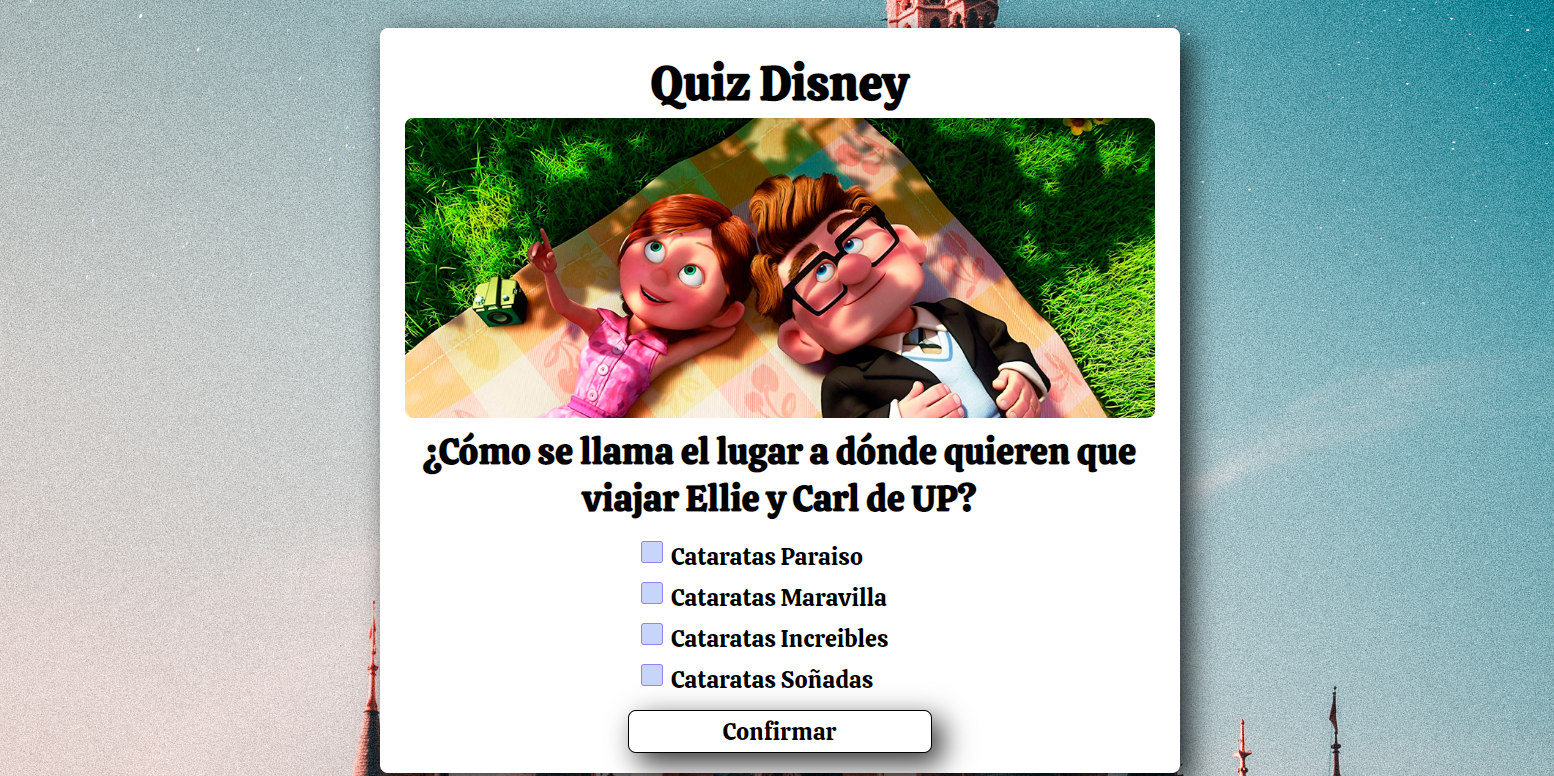 Quiz Disney
¿Cómo se llama el lugar a dónde quieren que
viajar Ellie y Carl de UP?
Cataratas Paraiso
Cataratas Maravilla
Cataratas Increibles
Cataratas Soñadas
Confirmar